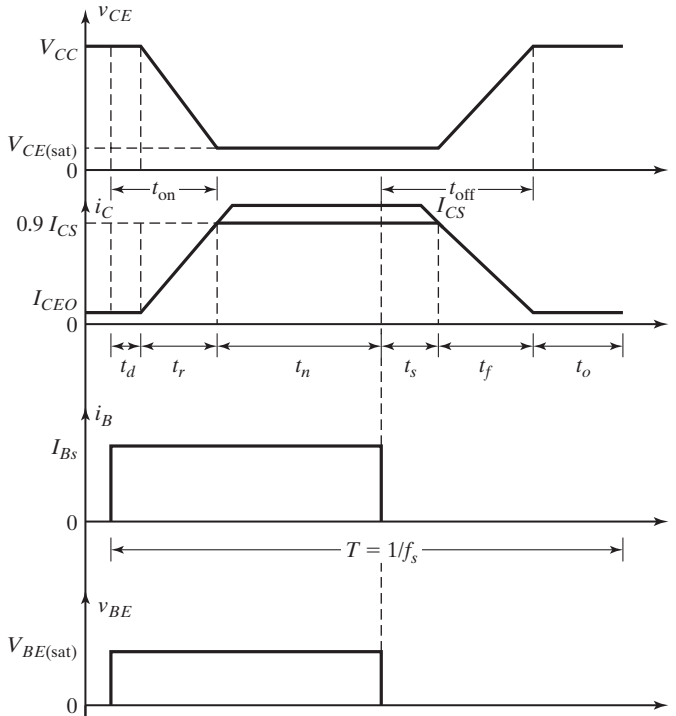 v_CE
V_CC
V_CE(sat)
0
t_on
t_off
i_C
I_CS
0.9 I_CS
I_CEO
0
t_d
t_r
t_n
t_s
t_f
t_o
i_B
I_Bs
0
T = 1/f_s
v_BE
V_BE(sat)
0